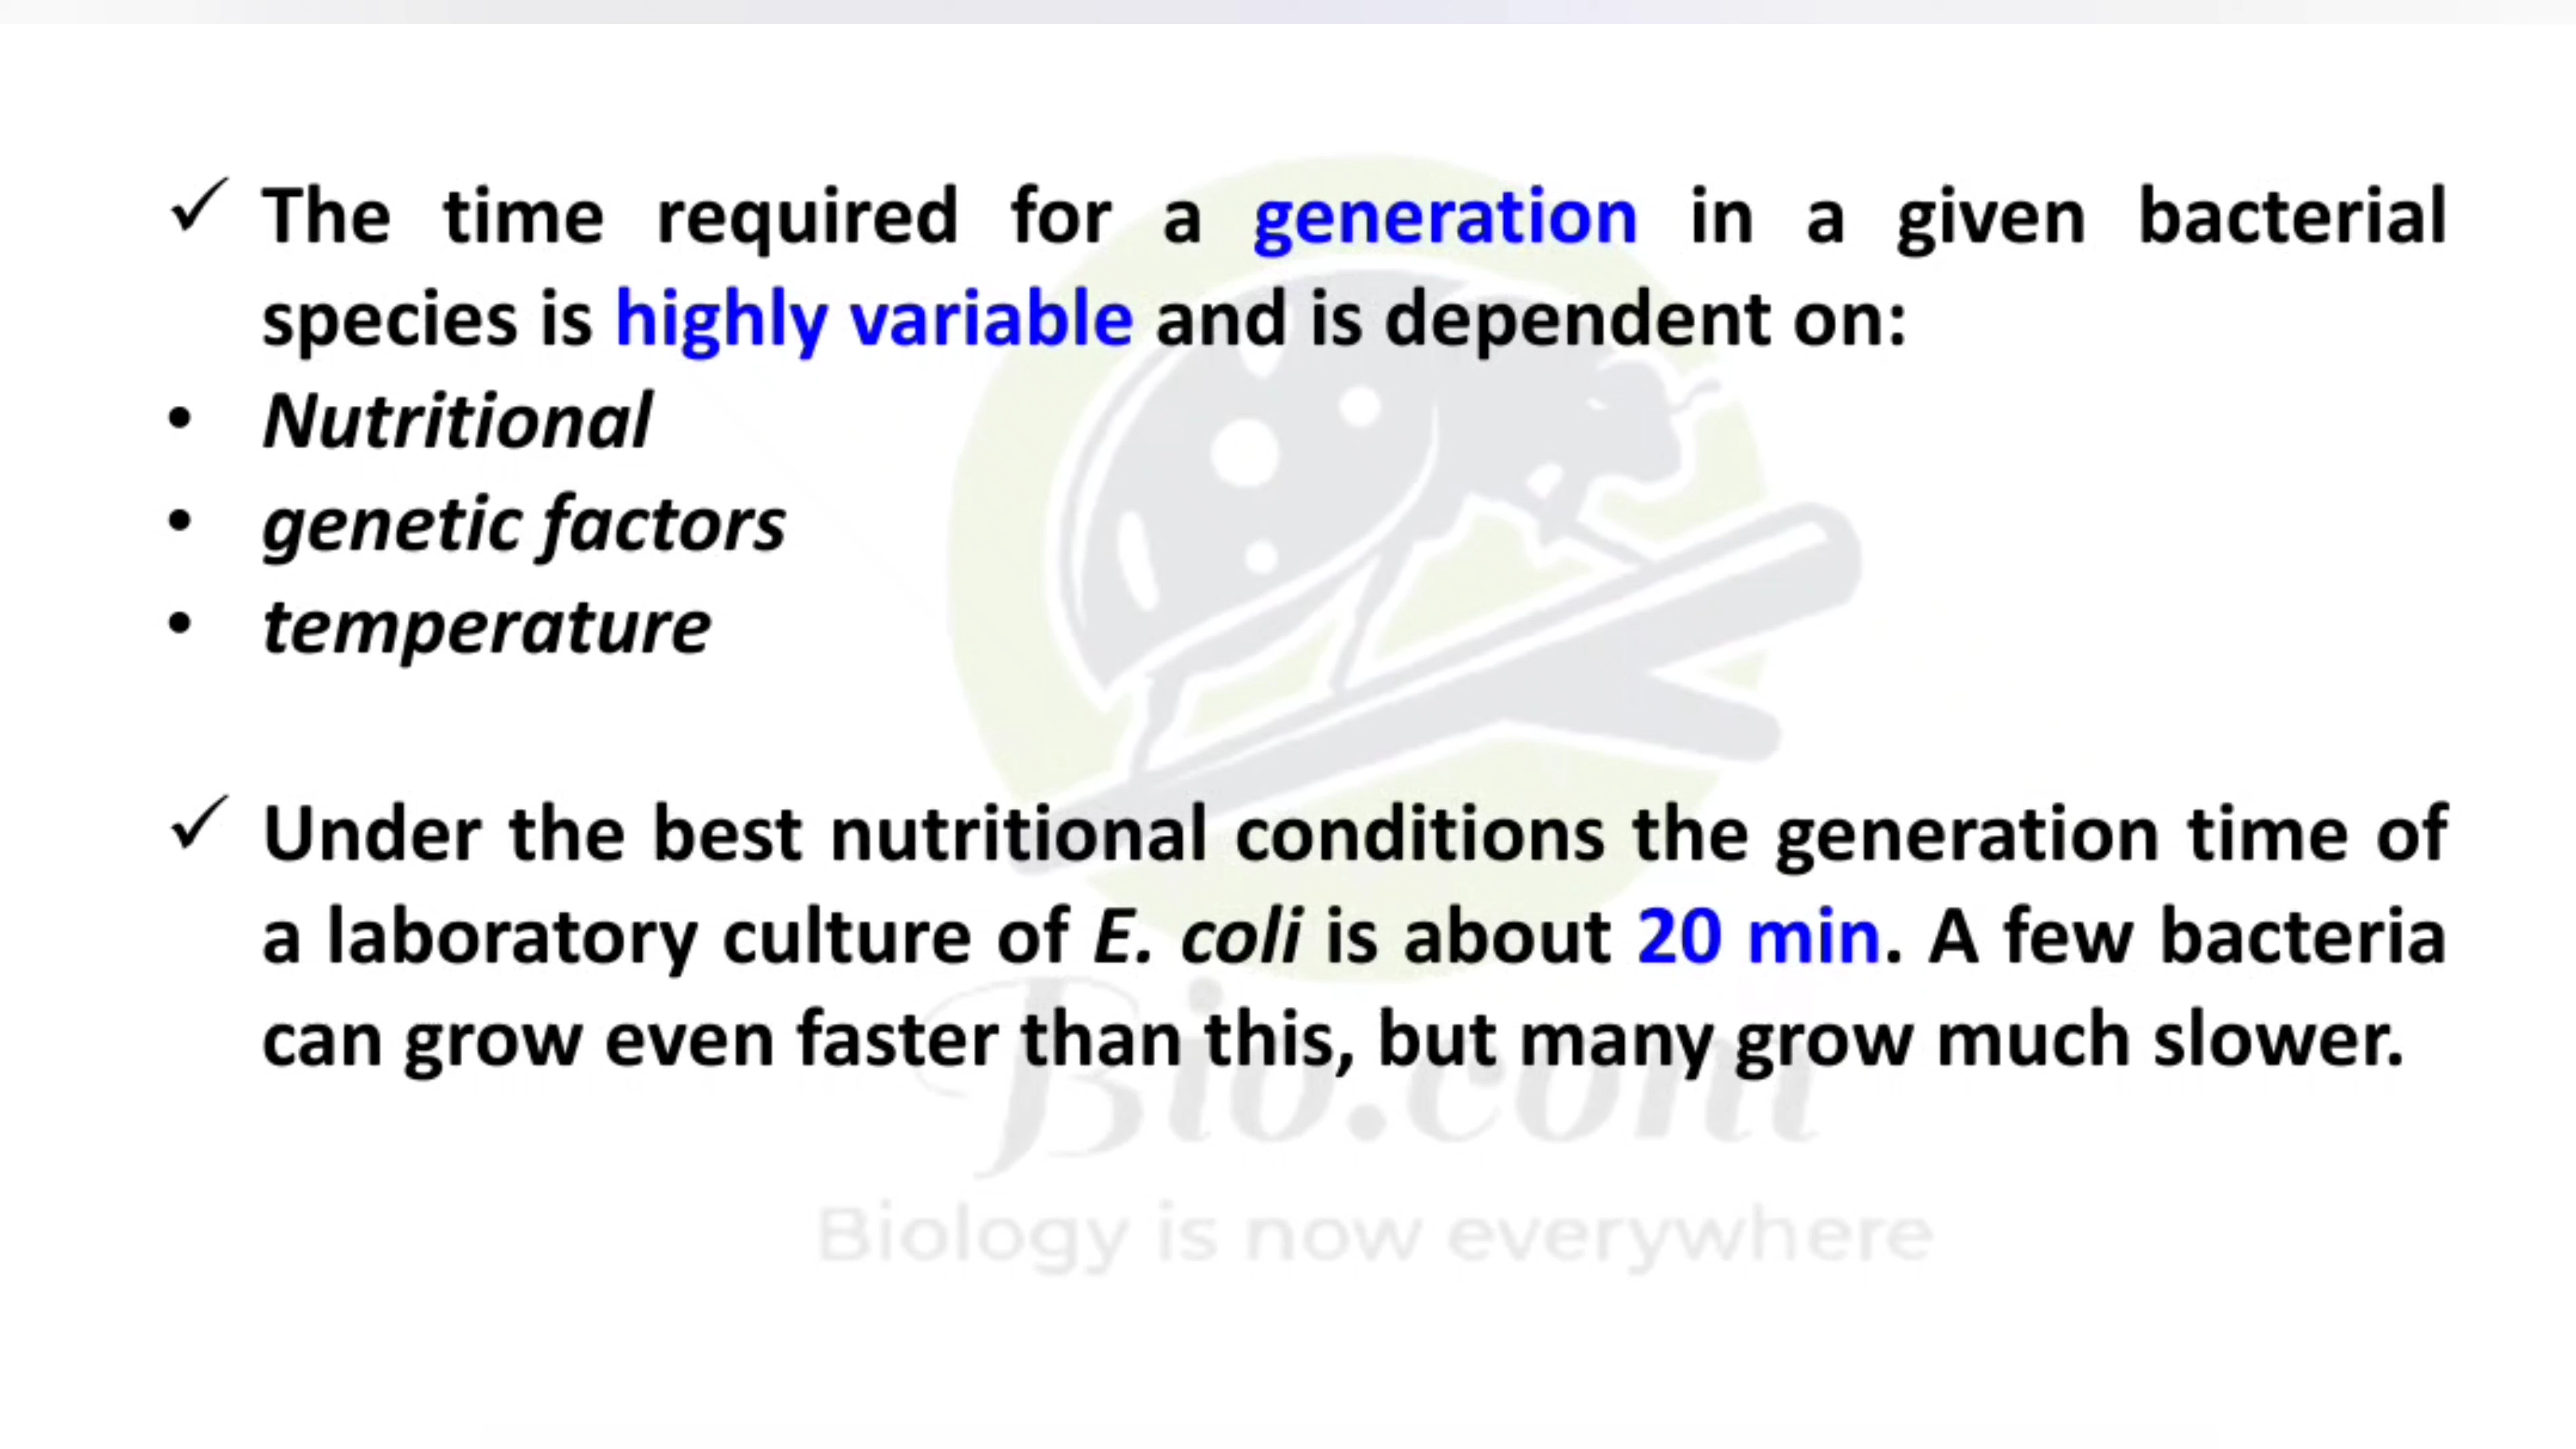 ✓ The time required for a generation in a given bacterial
species is highly variable and is dependent on:
• Nutritional
• genetic factors
• temperature
✓ Under the best nutritional conditions the generation time of
a laboratory culture of E. coli is about 20 min. A few bacteria
can grow even faster than this, but many grow much slower.
Bio.com
Biology is now everywhere